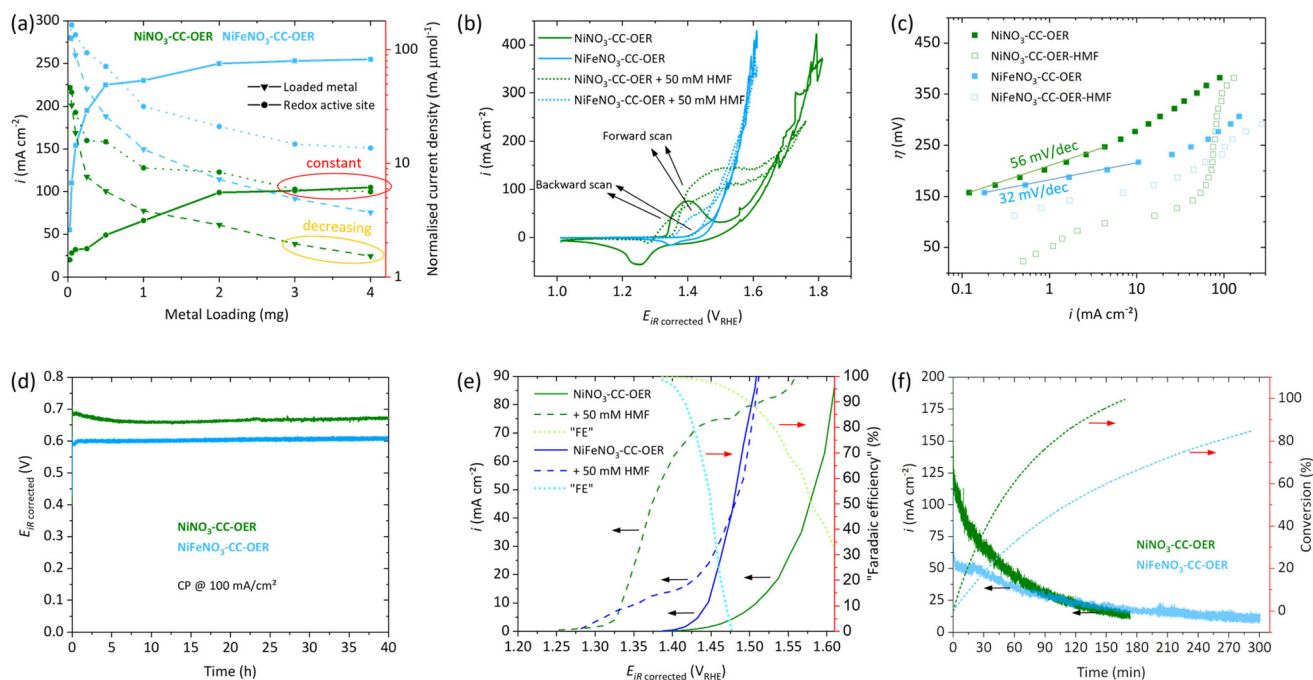 (a)
NiNO₃-CC-OER NiFeNO₃-CC-OER
Loaded metal
Redox active site
constant
decreasing
300
275
250
225
200
175
150
125
100
75
50
25
0
i (mA cm⁻²)
100
10
1
Normalised current density (mA μmol⁻¹)
0 1 2 3 4
Metal Loading (mg)
(b)
NiNO₃-CC-OER
NiFeNO₃-CC-OER
NiNO₃-CC-OER + 50 mM HMF
NiFeNO₃-CC-OER + 50 mM HMF
Forward scan
Backward scan
400
300
200
100
0
i (mA cm⁻²)
1.0 1.2 1.4 1.6 1.8
E iR corrected (V RHE)
(c)
NiNO₃-CC-OER
NiNO₃-CC-OER-HMF
NiFeNO₃-CC-OER
NiFeNO₃-CC-OER-HMF
56 mV/dec
32 mV/dec
450
350
250
150
50
η (mV)
0.1 1 10 100
i (mA cm⁻²)
(d)
NiNO₃-CC-OER
NiFeNO₃-CC-OER
CP @ 100 mA/cm²
0.8
0.7
0.6
0.5
0.4
0.3
0.2
0.1
0.0
E iR corrected (V)
0 5 10 15 20 25 30 35 40
Time (h)
(e)
NiNO₃-CC-OER
+ 50 mM HMF
"FE"
NiFeNO₃-CC-OER
+ 50 mM HMF
"FE"
90
80
70
60
50
40
30
20
10
0
i (mA cm⁻²)
100
90
80
70
60
50
40
30
20
10
0
"Faradaic efficiency" (%)
1.20 1.25 1.30 1.35 1.40 1.45 1.50 1.55 1.60
E iR corrected (V RHE)
(f)
NiNO₃-CC-OER
NiFeNO₃-CC-OER
200
175
150
125
100
75
50
25
0
i (mA cm⁻²)
100
80
60
40
20
0
Conversion (%)
0 30 60 90 120 150 180 210 240 270 300
Time (min)